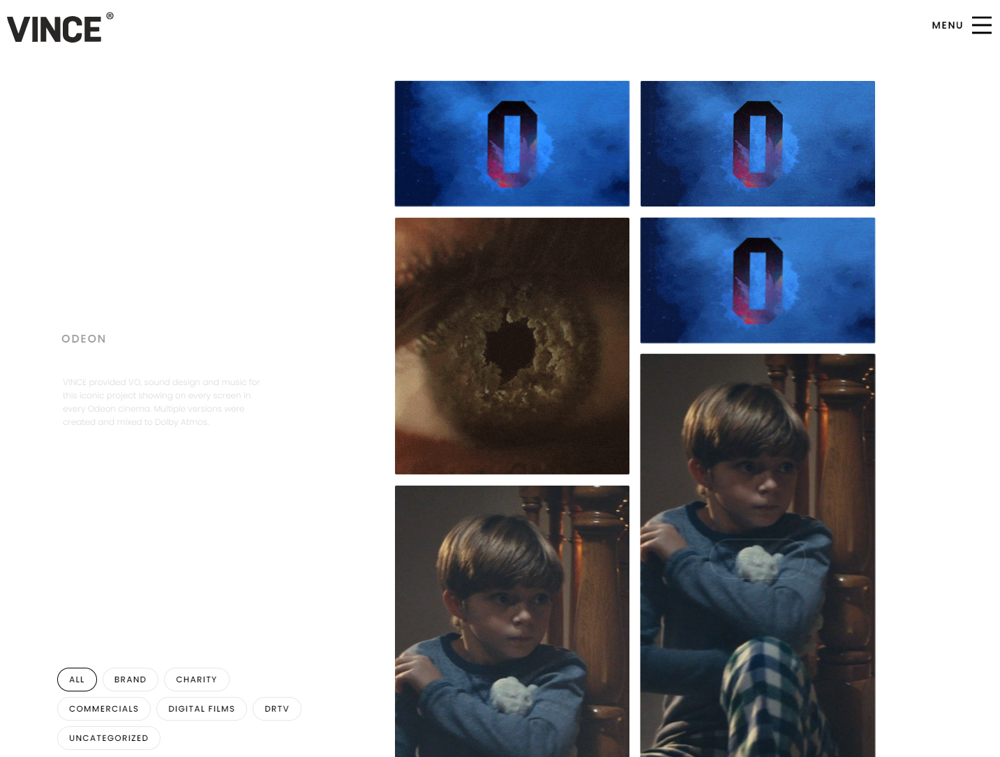 VINCE ®
MENU
O
O
O
ODEON
VINCE provided VO, sound design and music for
this iconic project showing on every screen in
every Odeon cinema. Multiple versions were
created and mixed to Dolby Atmos.
ALL
BRAND
CHARITY
COMMERCIALS
DIGITAL FILMS
DRTV
UNCATEGORIZED